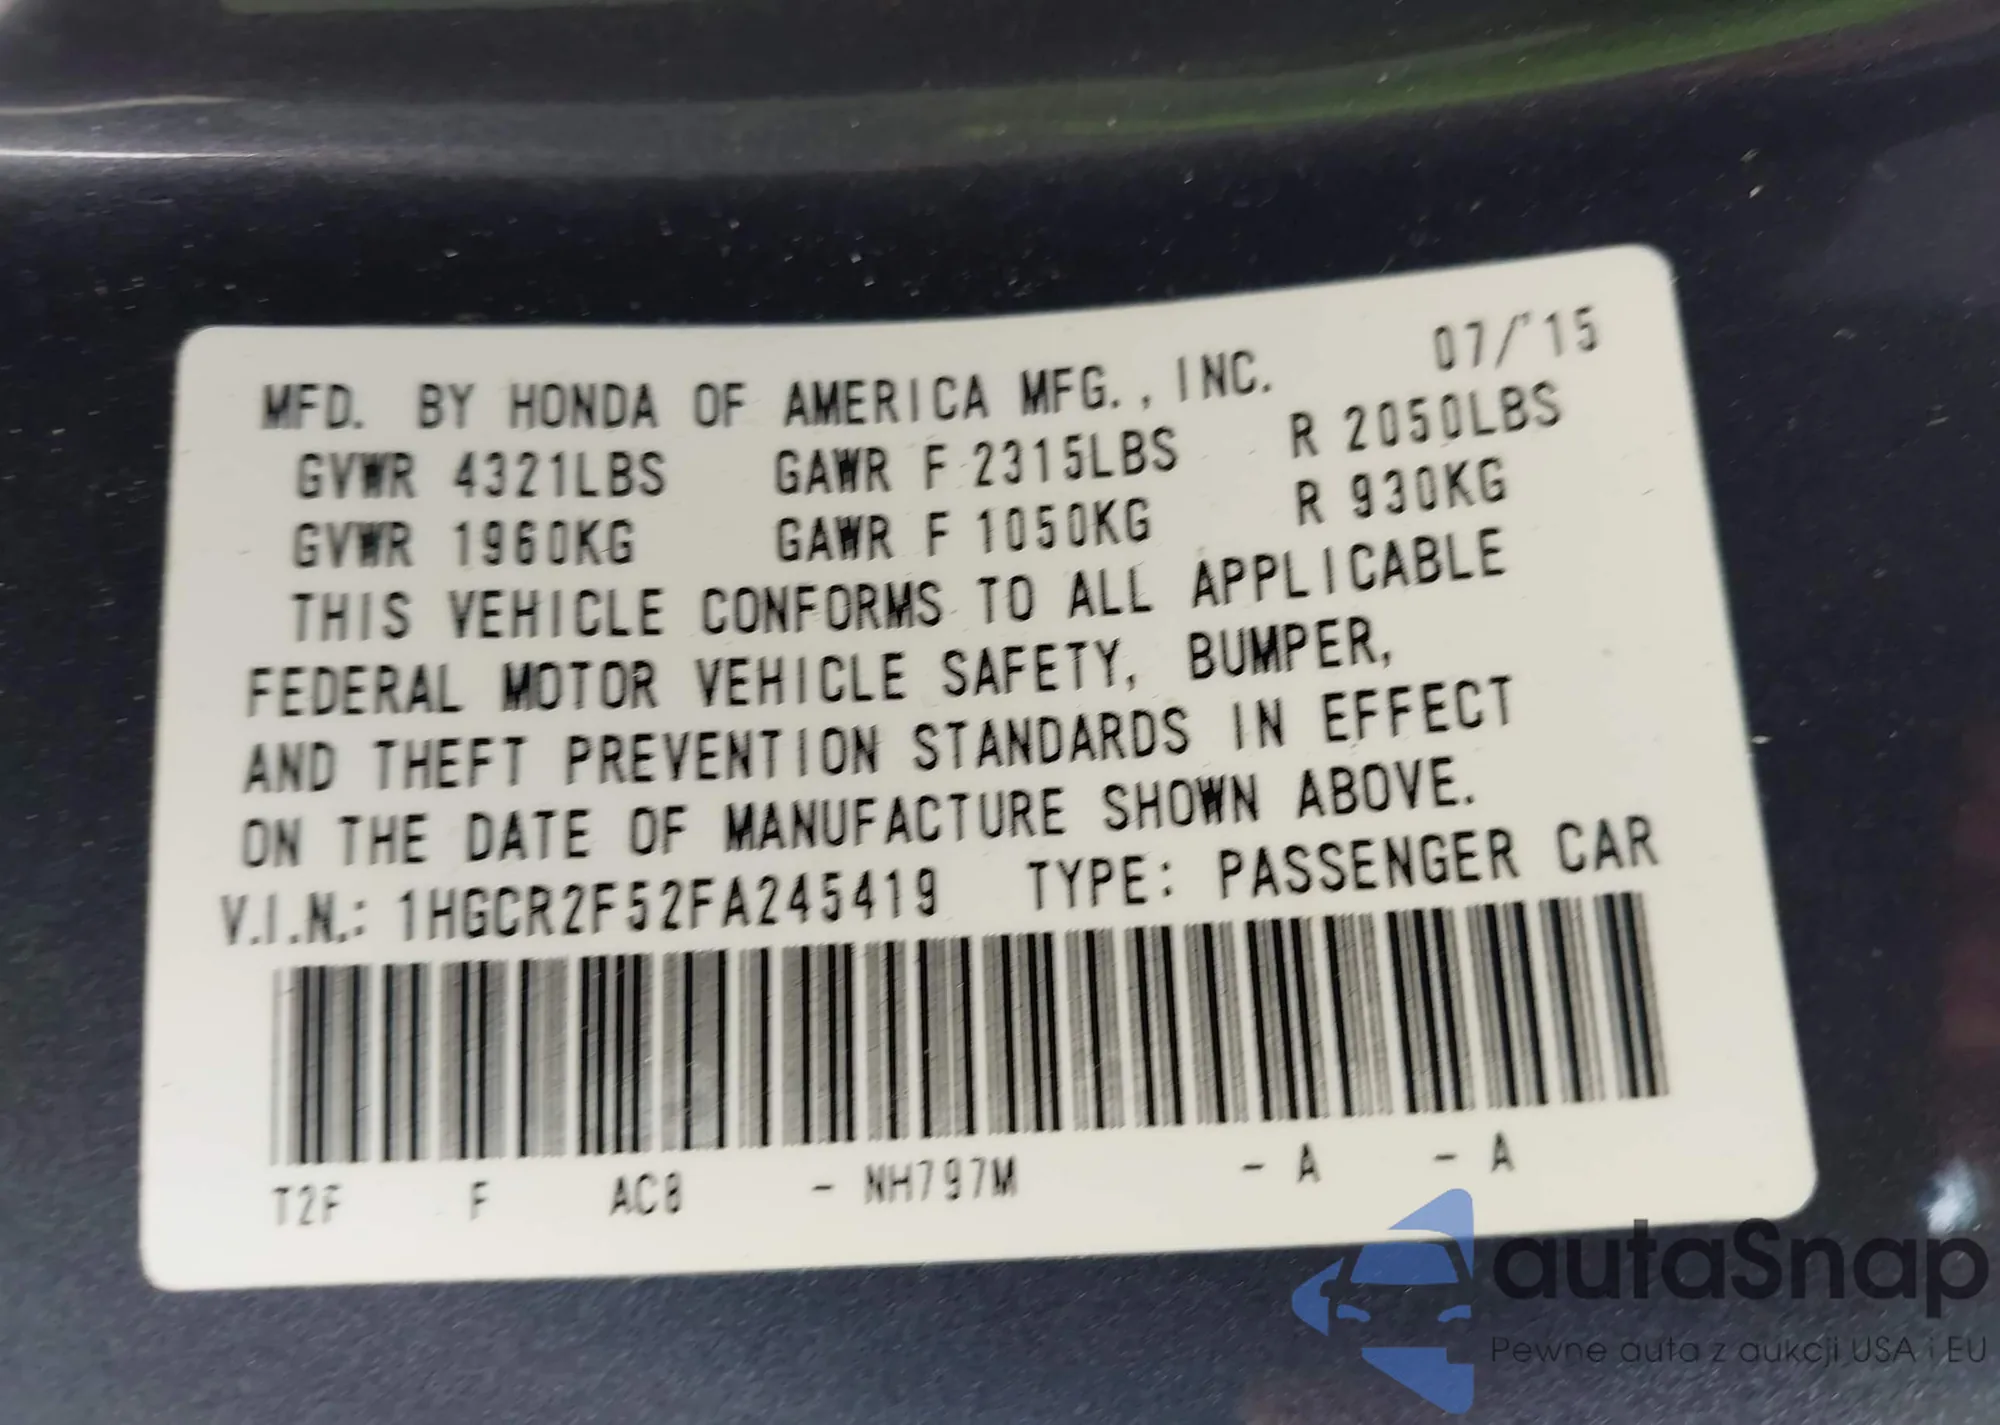 MFD. BY HONDA OF AMERICA MFG., INC. 07/'15
GVWR 4321LBS GAWR F 2315LBS R 2050LBS
GVWR 1960KG GAWR F 1050KG R 930KG
THIS VEHICLE CONFORMS TO ALL APPLICABLE
FEDERAL MOTOR VEHICLE SAFETY, BUMPER,
AND THEFT PREVENTION STANDARDS IN EFFECT
ON THE DATE OF MANUFACTURE SHOWN ABOVE.
V.I.N.: 1HGCR2F52FA245419 TYPE: PASSENGER CAR
T2F F AC8 - NH797M - A - A
autaSnap
Pewne auta z aukcji USA i EU